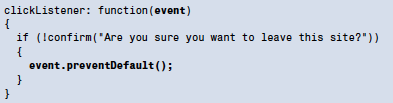 clickListener: function(event)
{
  if (!confirm("Are you sure you want to leave this site?"))
  {
    event.preventDefault();
  }
}